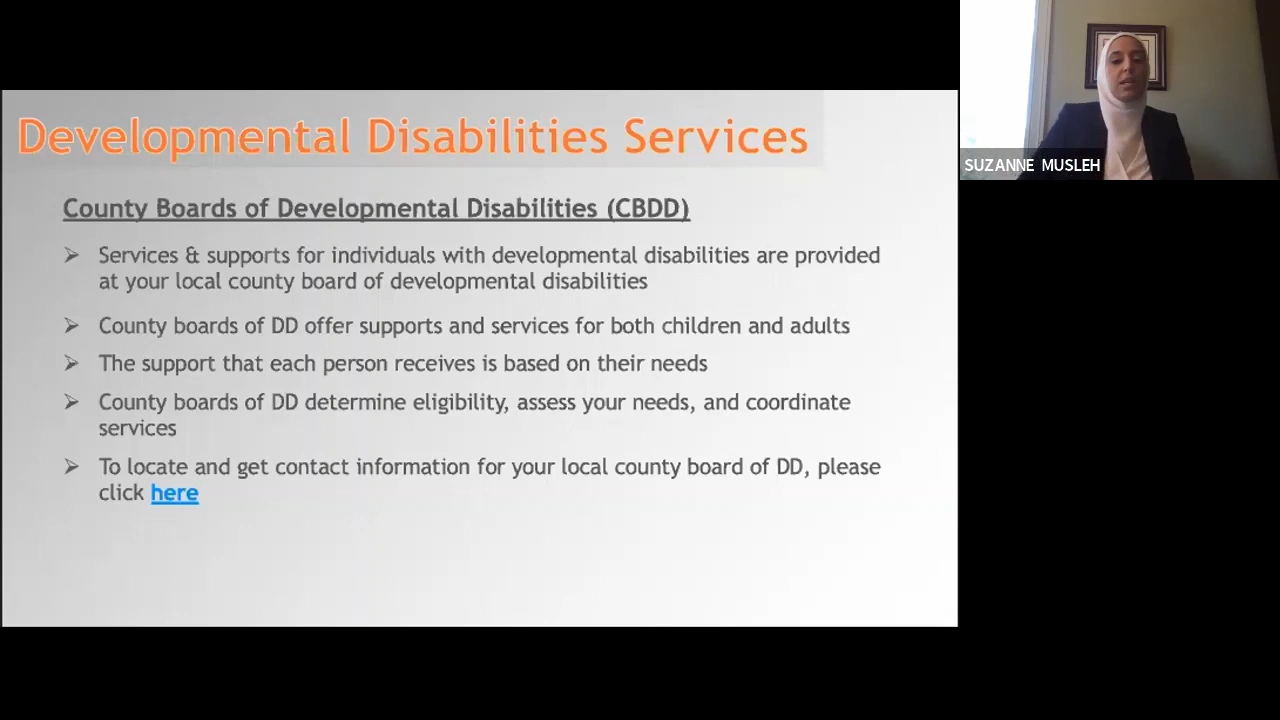 Developmental Disabilities Services
County Boards of Developmental Disabilities (CBDD)
Services & supports for individuals with developmental disabilities are provided
at your local county board of developmental disabilities
County boards of DD offer supports and services for both children and adults
The support that each person receives is based on their needs
County boards of DD determine eligibility, assess your needs, and coordinate
services
To locate and get contact information for your local county board of DD, please
click here
SUZANNE MUSLEH